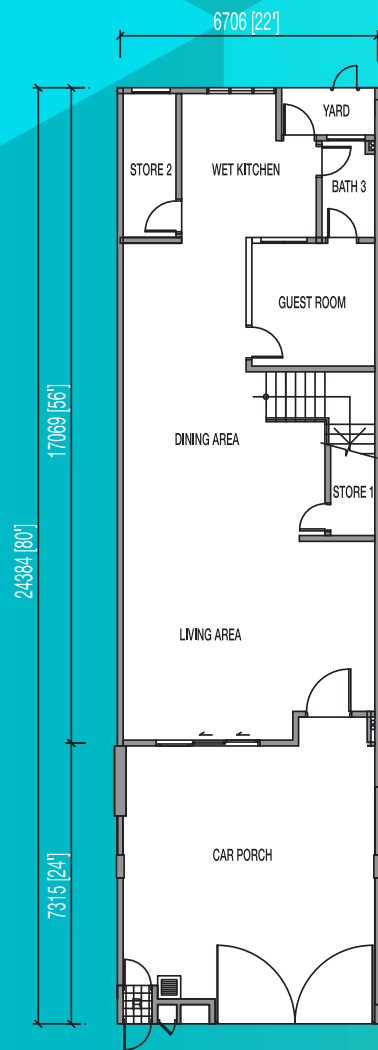 6706 [22']
YARD
STORE 2
WET KITCHEN
BATH 3
GUEST ROOM
17069 [56']
DINING AREA
24384 [80']
STORE 1
LIVING AREA
CAR PORCH
7315 [24']